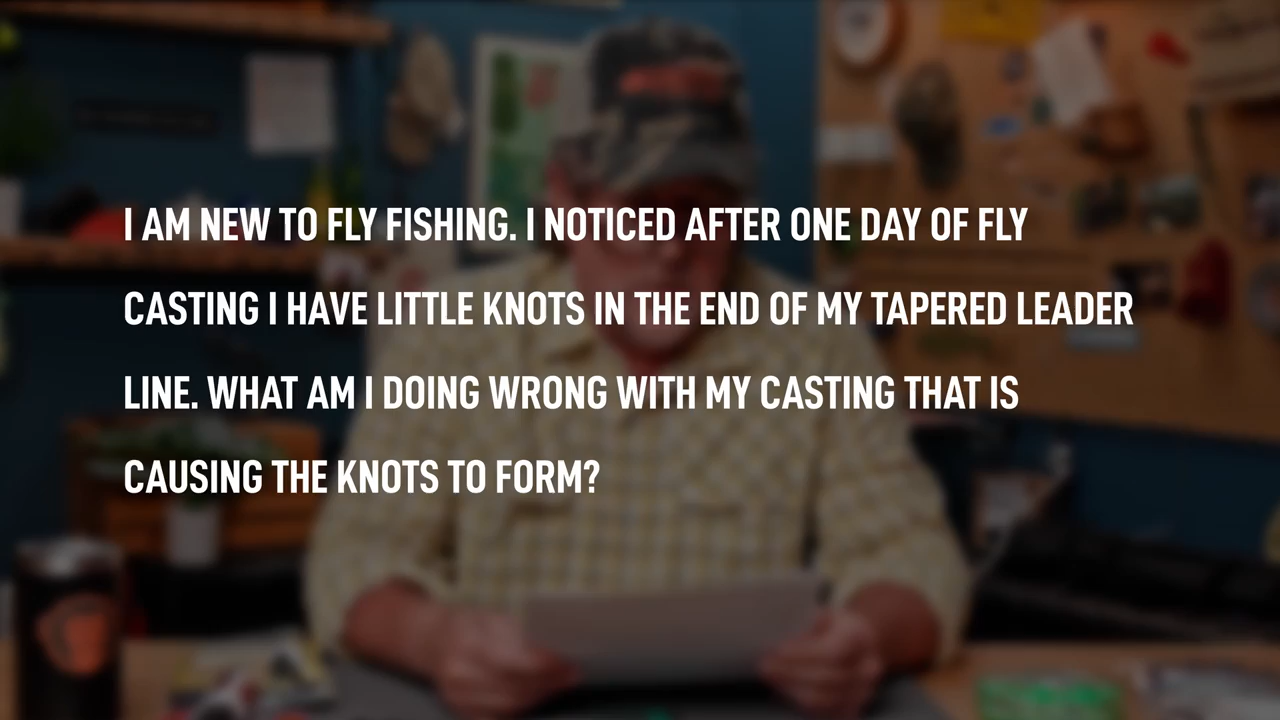 I AM NEW TO FLY FISHING. I NOTICED AFTER ONE DAY OF FLY
CASTING I HAVE LITTLE KNOTS IN THE END OF MY TAPERED LEADER
LINE. WHAT AM I DOING WRONG WITH MY CASTING THAT IS
CAUSING THE KNOTS TO FORM?